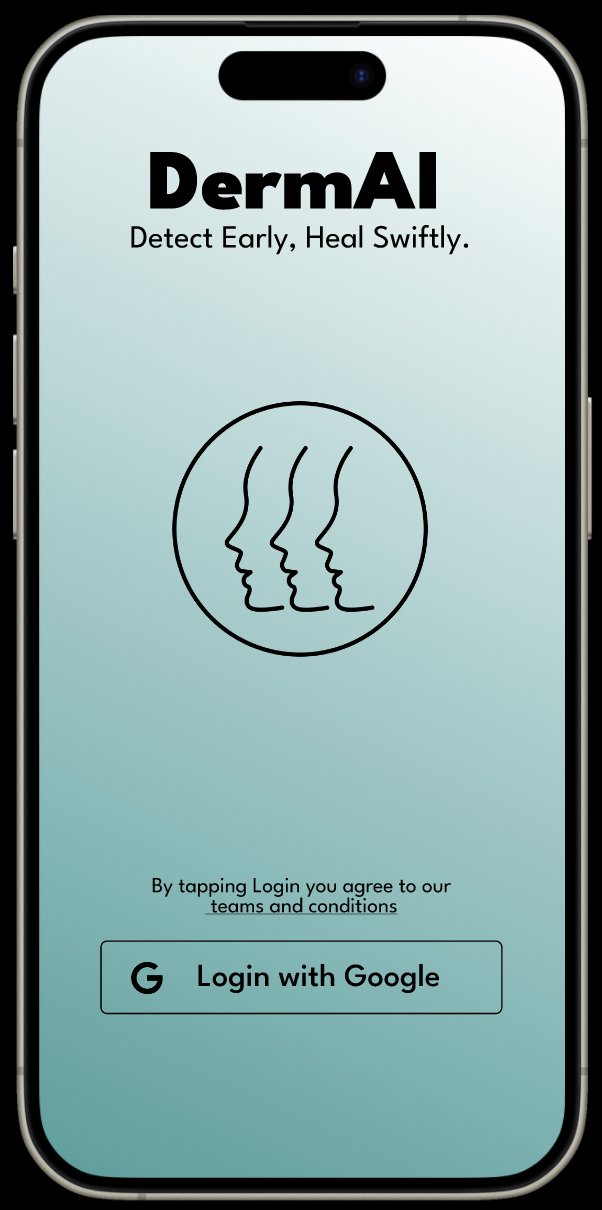 DermAI
Detect Early, Heal Swiftly.
By tapping Login you agree to our
teams and conditions
G Login with Google